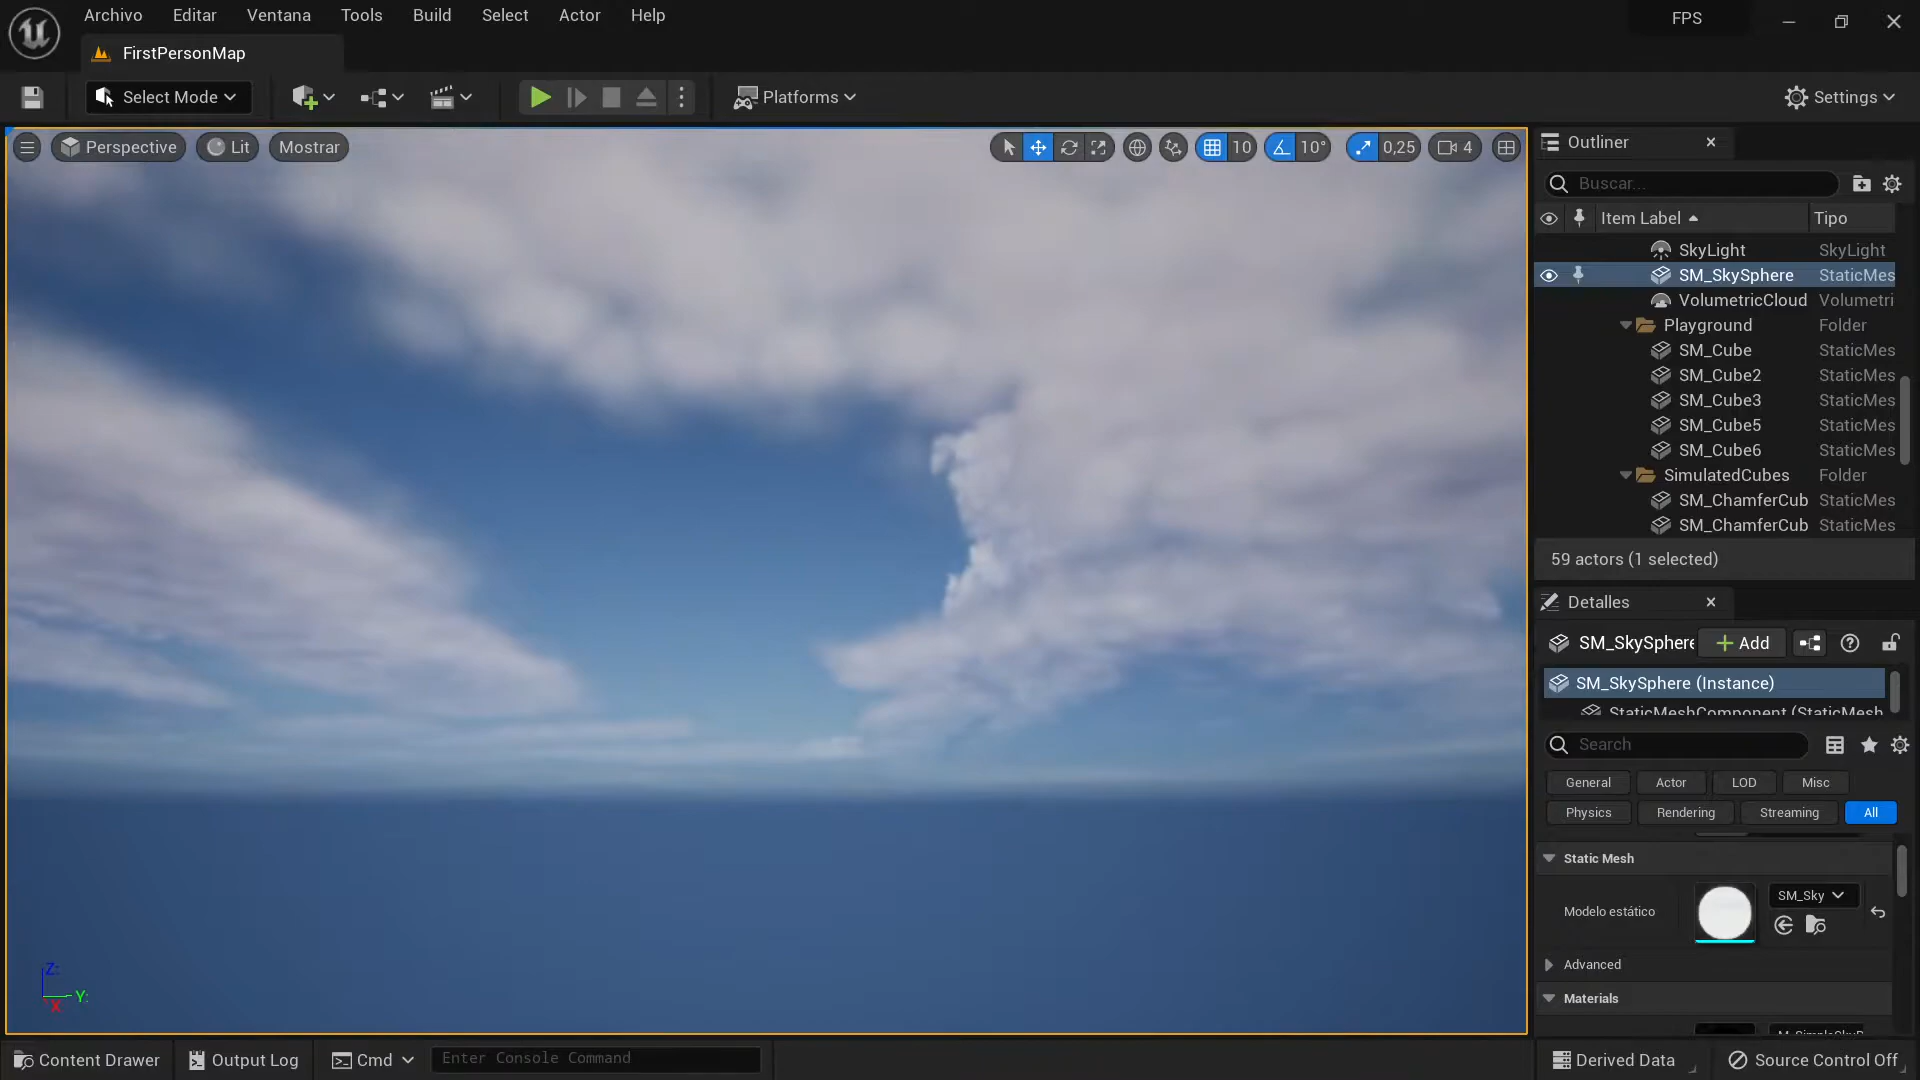 Archivo Editar Ventana Tools Build Select Actor Help
FPS
FirstPersonMap
Select Mode
Platforms
Settings
Perspective Lit Mostrar
10 10° 0,25 4
Outliner
Buscar...
Item Label Tipo
SkyLight SkyLight
SM_SkySphere StaticMes
VolumetricCloud Volumetri
Playground Folder
SM_Cube StaticMes
SM_Cube2 StaticMes
SM_Cube3 StaticMes
SM_Cube5 StaticMes
SM_Cube6 StaticMes
SimulatedCubes Folder
SM_ChamferCub StaticMes
SM_ChamferCub StaticMes
59 actors (1 selected)
Detalles
SM_SkySphere Add
SM_SkySphere (Instance)
StaticMeshComponent (StaticMesh
Search
General Actor LOD Misc
Physics Rendering Streaming All
Static Mesh
Modelo estático SM_Sky
Advanced
Materials
Z: Y: X:
Content Drawer Output Log Cmd Enter Console Command
Derived Data Source Control Off